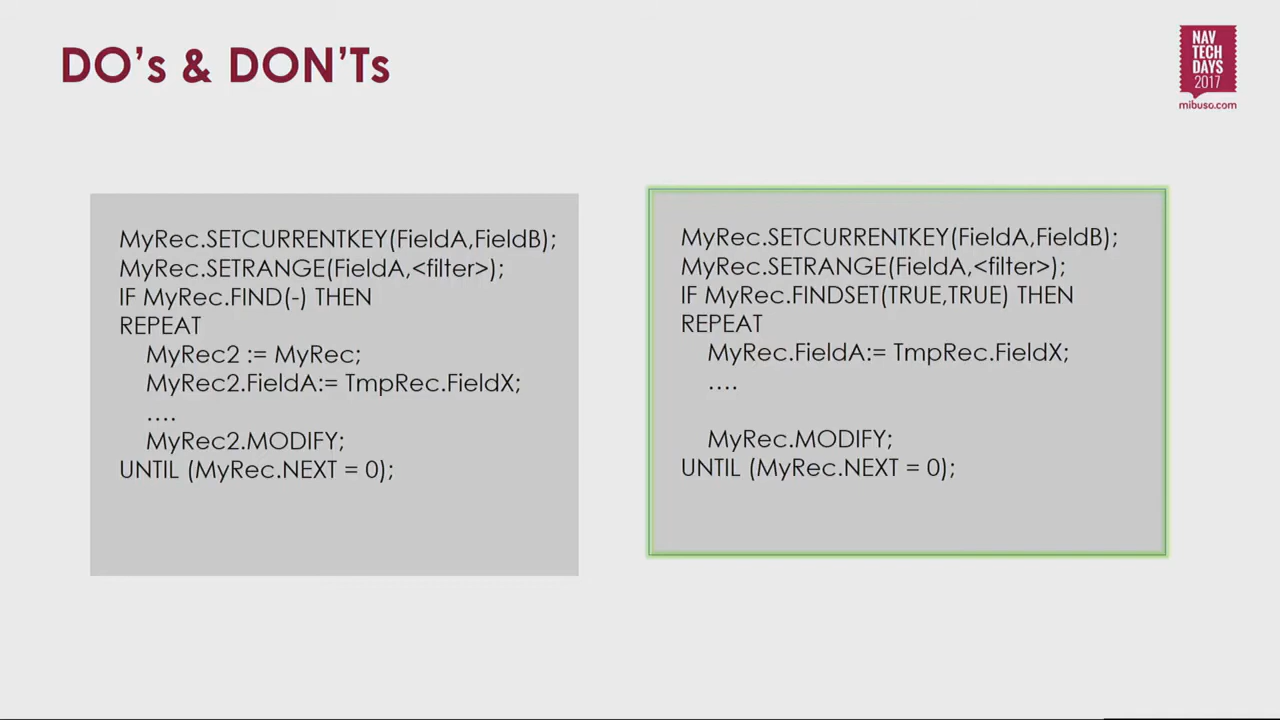 DO's & DON'Ts
NAV
TECH
DAYS
2017
mibuso.com
MyRec.SETCURRENTKEY(FieldA,FieldB);
MyRec.SETRANGE(FieldA,<filter>);
IF MyRec.FIND(-) THEN
REPEAT
MyRec2 := MyRec;
MyRec2.FieldA:= TmpRec.FieldX;
....
MyRec2.MODIFY;
UNTIL (MyRec.NEXT = 0);
MyRec.SETCURRENTKEY(FieldA,FieldB);
MyRec.SETRANGE(FieldA,<filter>);
IF MyRec.FINDSET(TRUE,TRUE) THEN
REPEAT
MyRec.FieldA:= TmpRec.FieldX;
....
MyRec.MODIFY;
UNTIL (MyRec.NEXT = 0);